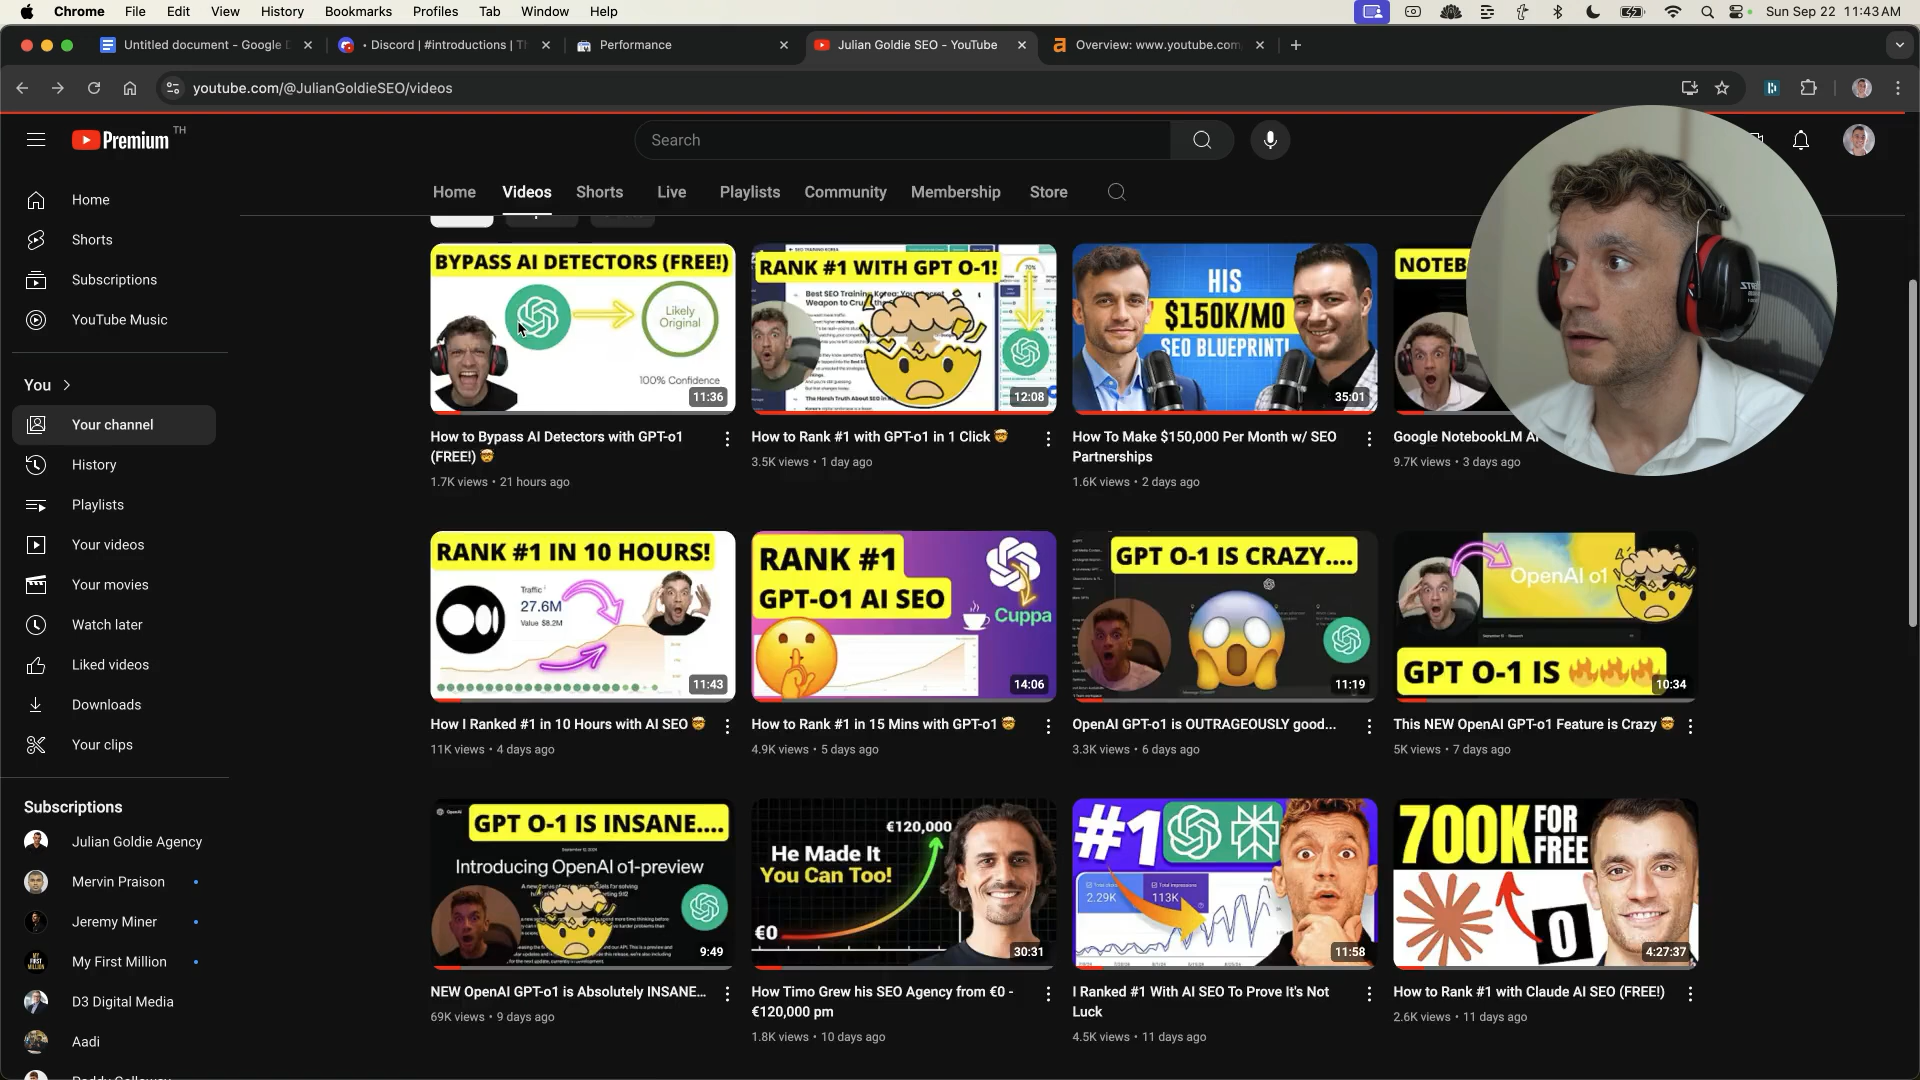 Chrome File Edit View History Bookmarks Profiles Tab Window Help Sun Sep 22 11:43 AM
Untitled document - Google D • Discord | #introductions | Th Performance Julian Goldie SEO - YouTube Overview: www.youtube.com
youtube.com/@JulianGoldieSEO/videos
Premium TH
Search
Home Videos Shorts Live Playlists Community Membership Store
Home
Shorts
Subscriptions
YouTube Music
You
Your channel
History
Playlists
Your videos
Your movies
Watch later
Liked videos
Downloads
Your clips
Subscriptions
Julian Goldie Agency
Mervin Praison
Jeremy Miner
My First Million
D3 Digital Media
Aadi
BYPASS AI DETECTORS (FREE!)
Likely
Original
100% Confidence
11:36
How to Bypass AI Detectors with GPT-o1
(FREE!)
1.7K views • 21 hours ago
RANK #1 WITH GPT O-1!
70%
12:08
How to Rank #1 with GPT-o1 in 1 Click
3.5K views • 1 day ago
HIS
$150K/MO
SEO BLUEPRINT!
35:01
How To Make $150,000 Per Month w/ SEO
Partnerships
1.6K views • 2 days ago
NOTEB
Google NotebookLM
9.7K views • 3 days ago
RANK #1 IN 10 HOURS!
Traffic
27.6M
Value $8.2M
11:43
How I Ranked #1 in 10 Hours with AI SEO
11K views • 4 days ago
RANK #1
GPT-O1 AI SEO
Cuppa
14:06
How to Rank #1 in 15 Mins with GPT-o1
4.9K views • 5 days ago
GPT O-1 IS CRAZY....
11:19
OpenAI GPT-o1 is OUTRAGEOUSLY good...
3.3K views • 6 days ago
OpenAI o1
GPT O-1 IS
10:34
This NEW OpenAI GPT-o1 Feature is Crazy
5K views • 7 days ago
GPT O-1 IS INSANE....
September 12, 2024
Introducing OpenAI o1-preview
9:49
NEW OpenAI GPT-o1 is Absolutely INSANE...
69K views • 9 days ago
€120,000
He Made It
You Can Too!
€0
30:31
How Timo Grew his SEO Agency from €0 -
€120,000 pm
1.8K views • 10 days ago
#1
2.29K 113K
11:58
I Ranked #1 With AI SEO To Prove It's Not
Luck
4.5K views • 11 days ago
700K FOR
FREE
0
4:27:37
How to Rank #1 with Claude AI SEO (FREE!)
2.6K views • 11 days ago